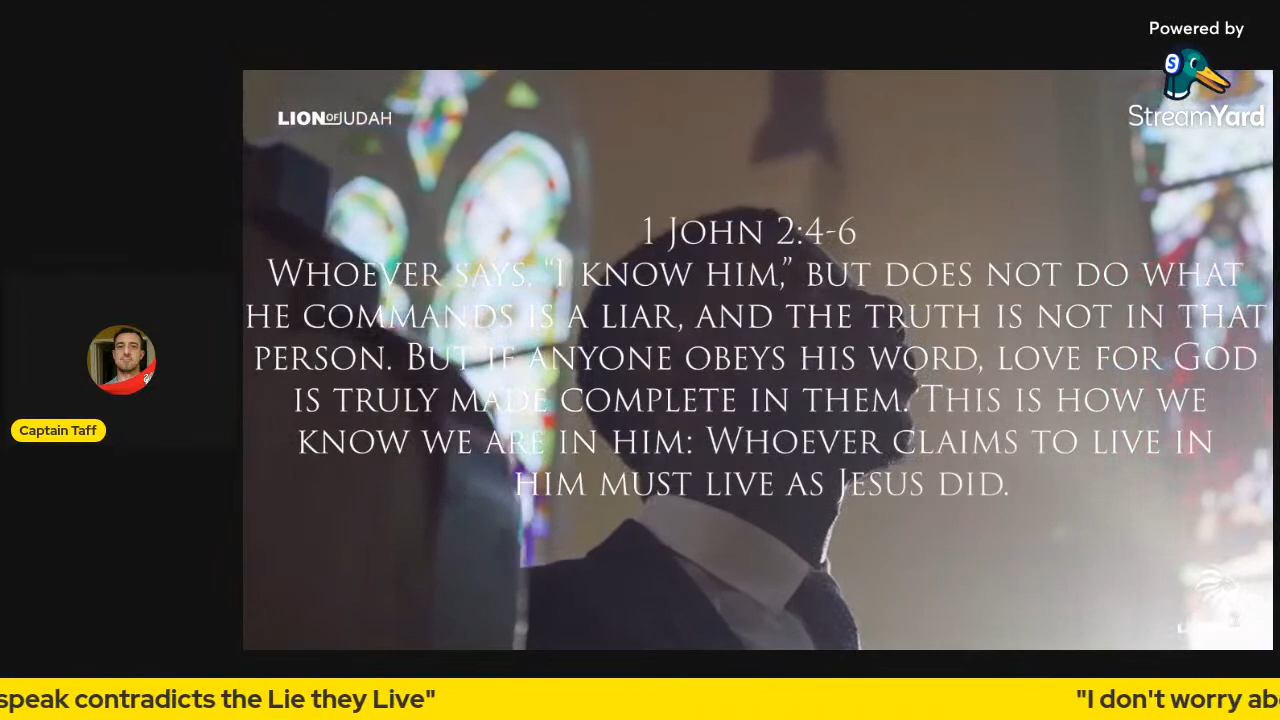 Powered by
StreamYard
LIONOFJUDAH
1 JOHN 2:4-6
WHOEVER SAYS, “I KNOW HIM,” BUT DOES NOT DO WHAT
HE COMMANDS IS A LIAR, AND THE TRUTH IS NOT IN THAT
PERSON. BUT IF ANYONE OBEYS HIS WORD, LOVE FOR GOD
IS TRULY MADE COMPLETE IN THEM. THIS IS HOW WE
KNOW WE ARE IN HIM: WHOEVER CLAIMS TO LIVE IN
HIM MUST LIVE AS JESUS DID.
Captain Taff
speak contradicts the Lie they Live"
"I don't worry ab